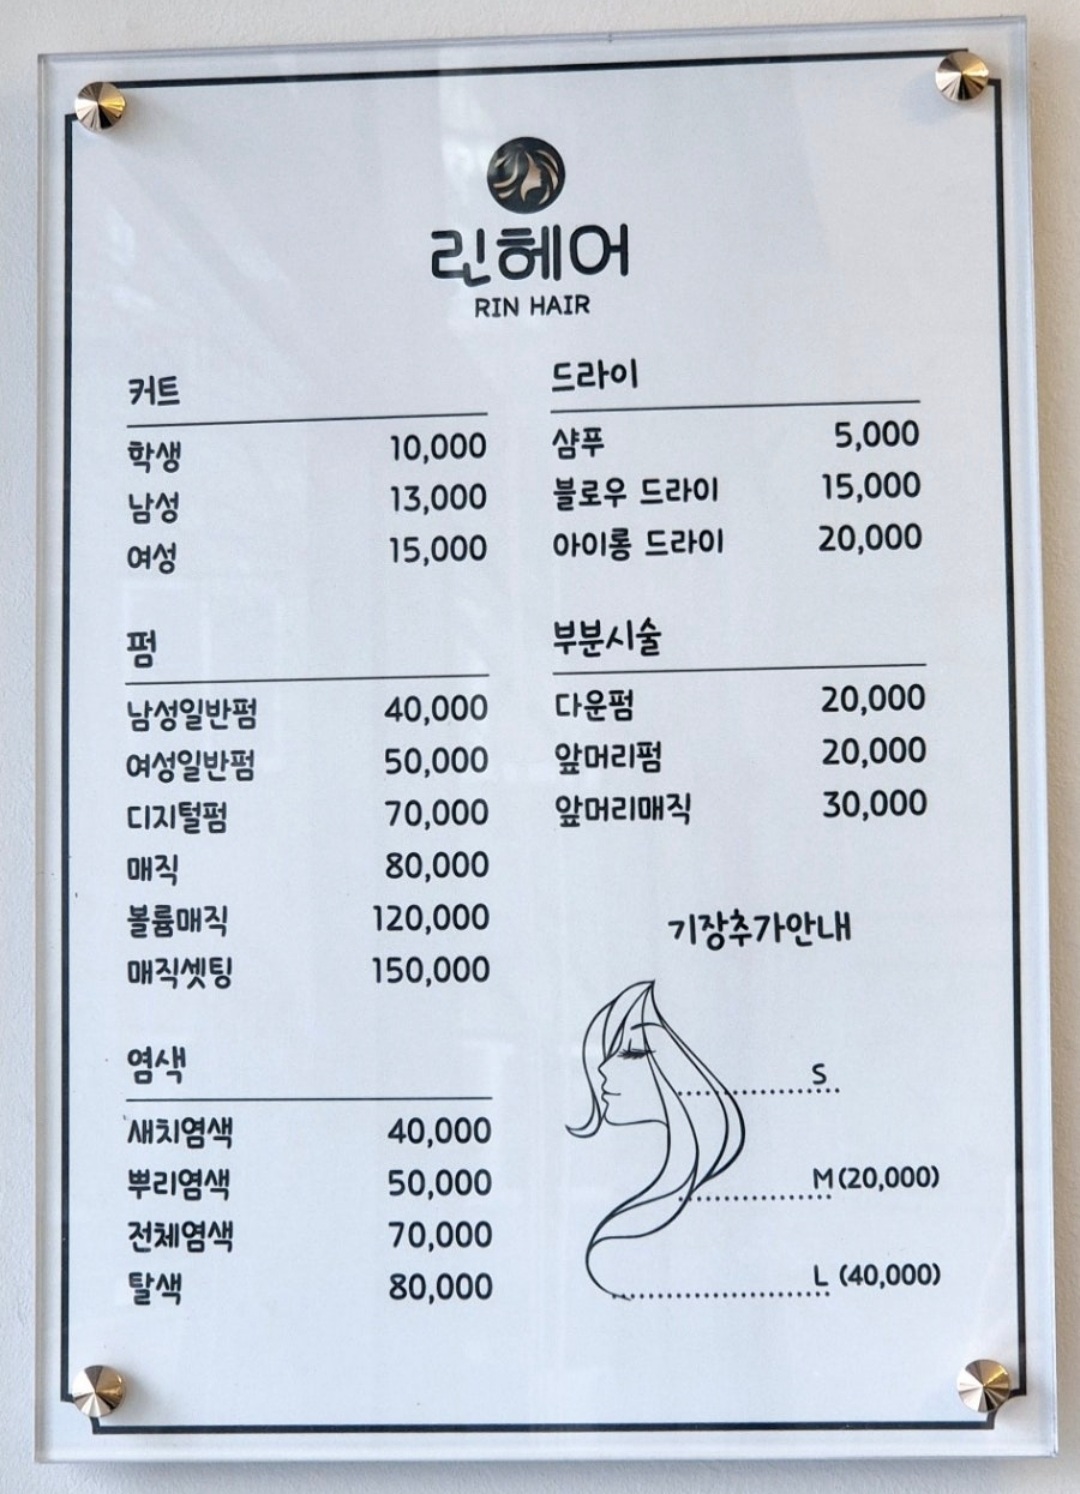 린헤어
RIN HAIR
커트
학생 10,000
남성 13,000
여성 15,000
펌
남성일반펌 40,000
여성일반펌 50,000
디지털펌 70,000
매직 80,000
볼륨매직 120,000
매직셋팅 150,000
염색
새치염색 40,000
뿌리염색 50,000
전체염색 70,000
탈색 80,000
드라이
샴푸 5,000
블로우 드라이 15,000
아이롱 드라이 20,000
부분시술
다운펌 20,000
앞머리펌 20,000
앞머리매직 30,000
기장추가안내
S
M(20,000)
L (40,000)